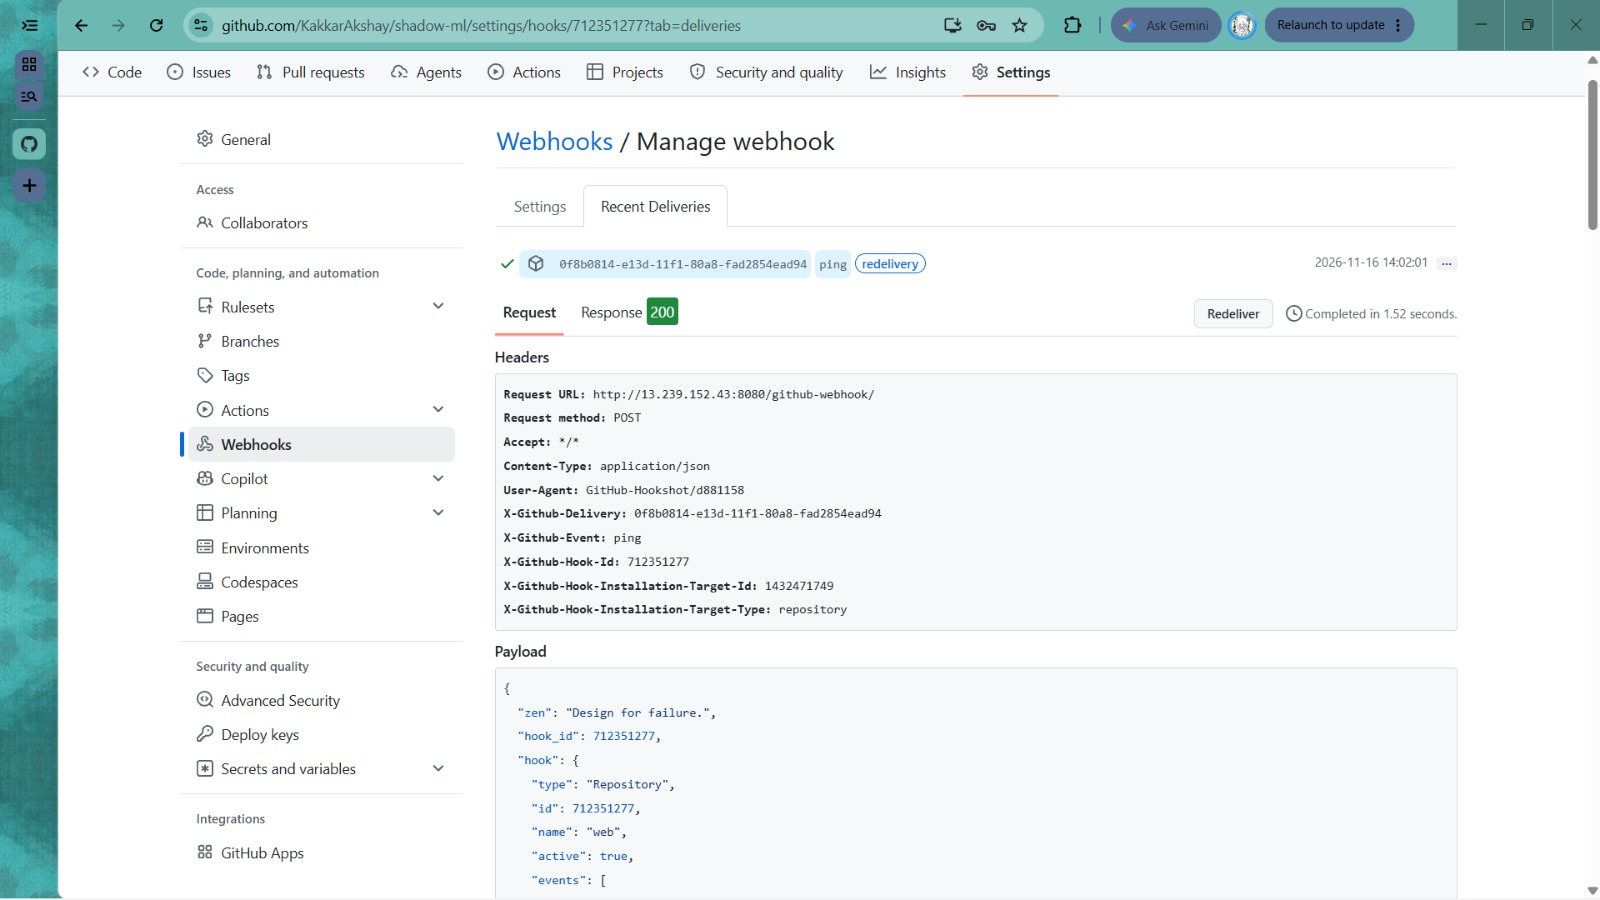 github.com/KakkarAkshay/shadow-ml/settings/hooks/712351277?tab=deliveries
Ask Gemini
Relaunch to update
Code
Issues
Pull requests
Agents
Actions
Projects
Security and quality
Insights
Settings
General
Access
Collaborators
Code, planning, and automation
Rulesets
Branches
Tags
Actions
Webhooks
Copilot
Planning
Environments
Codespaces
Pages
Security and quality
Advanced Security
Deploy keys
Secrets and variables
Integrations
GitHub Apps
Webhooks / Manage webhook
Settings
Recent Deliveries
0f8b0814-e13d-11f1-80a8-fad2854ead94 ping redelivery
2026-11-16 14:02:01 ...
Request
Response 200
Redeliver
Completed in 1.52 seconds.
Headers
Request URL: http://13.239.152.43:8080/github-webhook/
Request method: POST
Accept: */*
Content-Type: application/json
User-Agent: GitHub-Hookshot/d881158
X-Github-Delivery: 0f8b0814-e13d-11f1-80a8-fad2854ead94
X-Github-Event: ping
X-Github-Hook-Id: 712351277
X-Github-Hook-Installation-Target-Id: 1432471749
X-Github-Hook-Installation-Target-Type: repository
Payload
{
"zen": "Design for failure.",
"hook_id": 712351277,
"hook": {
"type": "Repository",
"id": 712351277,
"name": "web",
"active": true,
"events": [